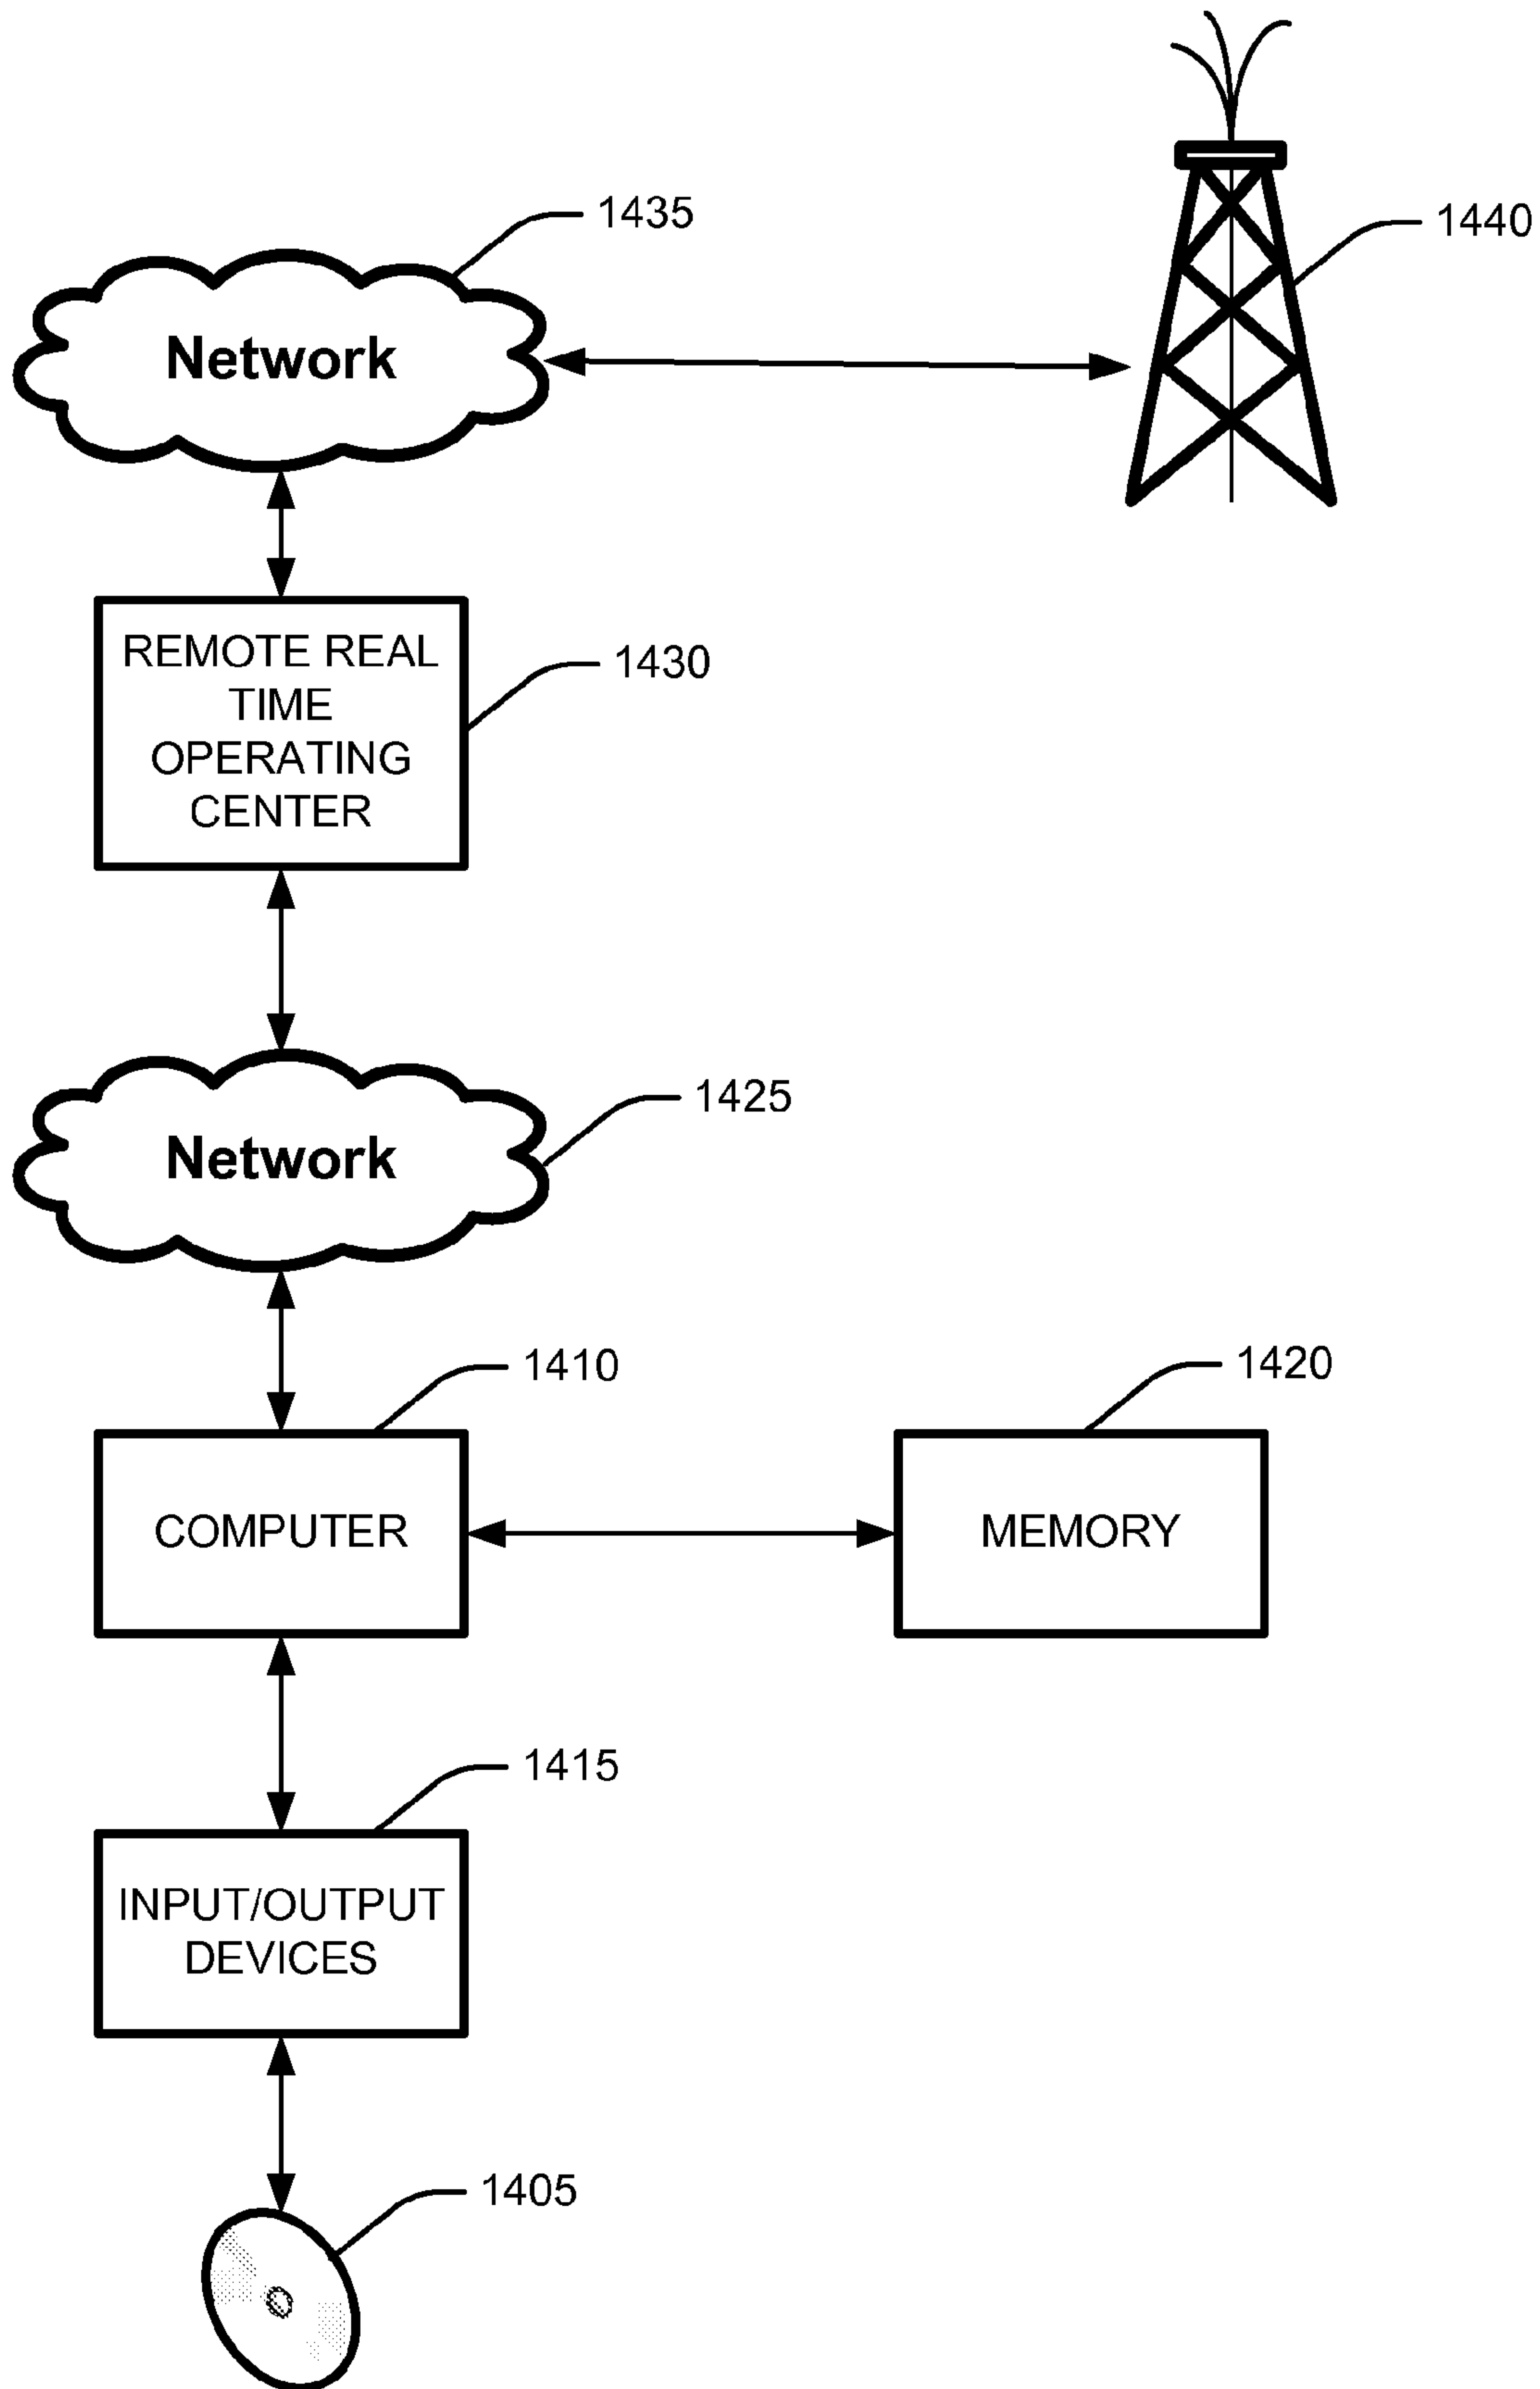 1435
1440
Network
REMOTE REAL
TIME
OPERATING
CENTER
1430
1425
Network
1410
1420
COMPUTER
MEMORY
1415
INPUT/OUTPUT
DEVICES
1405